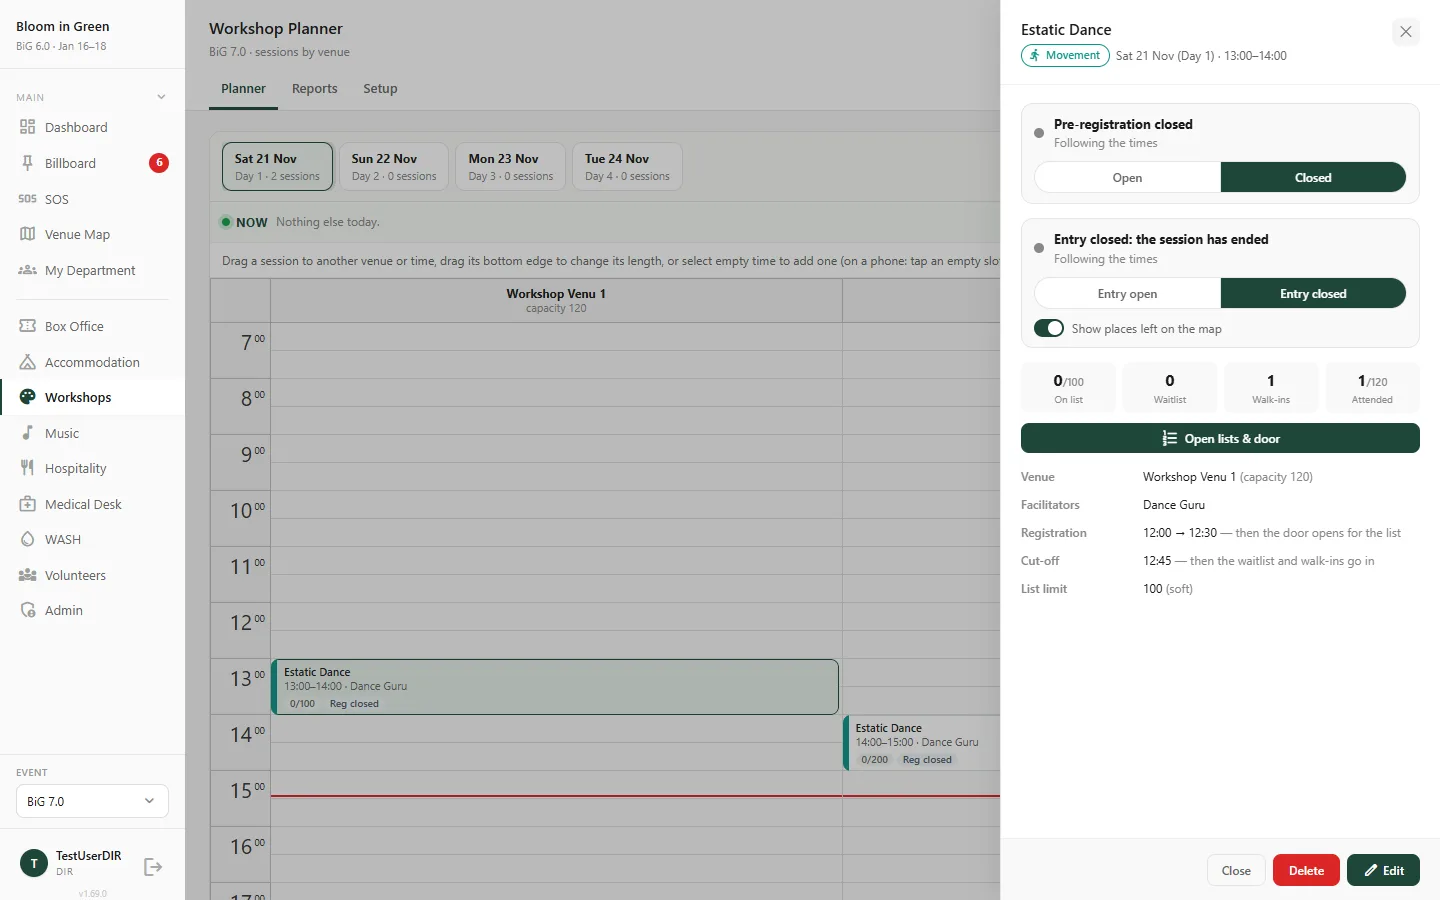 Bloom in Green
BiG 6.0 · Jan 16–18
MAIN
Dashboard
Billboard
6
SOS
SOS
Venue Map
My Department
Box Office
Accommodation
Workshops
Music
Hospitality
Medical Desk
WASH
Volunteers
Admin
EVENT
BiG 7.0
T
TestUserDIR
DIR
v1.69.0
Workshop Planner
BiG 7.0 · sessions by venue
Planner
Reports
Setup
Sat 21 Nov
Day 1 · 2 sessions
Sun 22 Nov
Day 2 · 0 sessions
Mon 23 Nov
Day 3 · 0 sessions
Tue 24 Nov
Day 4 · 0 sessions
NOW Nothing else today.
Drag a session to another venue or time, drag its bottom edge to change its length, or select empty time to add one (on a phone: tap an empty slo
Workshop Venu 1
capacity 120
7 00
8 00
9 00
10 00
11 00
12 00
13 00
Estatic Dance
13:00–14:00 · Dance Guru
0/100 Reg closed
14 00
Estatic Dance
14:00–15:00 · Dance Guru
0/200 Reg closed
15 00
16 00
17 00
Estatic Dance
Movement
Sat 21 Nov (Day 1) · 13:00–14:00
Pre-registration closed
Following the times
Open
Closed
Entry closed: the session has ended
Following the times
Entry open
Entry closed
Show places left on the map
0/100
On list
0
Waitlist
1
Walk-ins
1/120
Attended
Open lists & door
Venue Workshop Venu 1 (capacity 120)
Facilitators Dance Guru
Registration 12:00 → 12:30 — then the door opens for the list
Cut-off 12:45 — then the waitlist and walk-ins go in
List limit 100 (soft)
Close
Delete
Edit